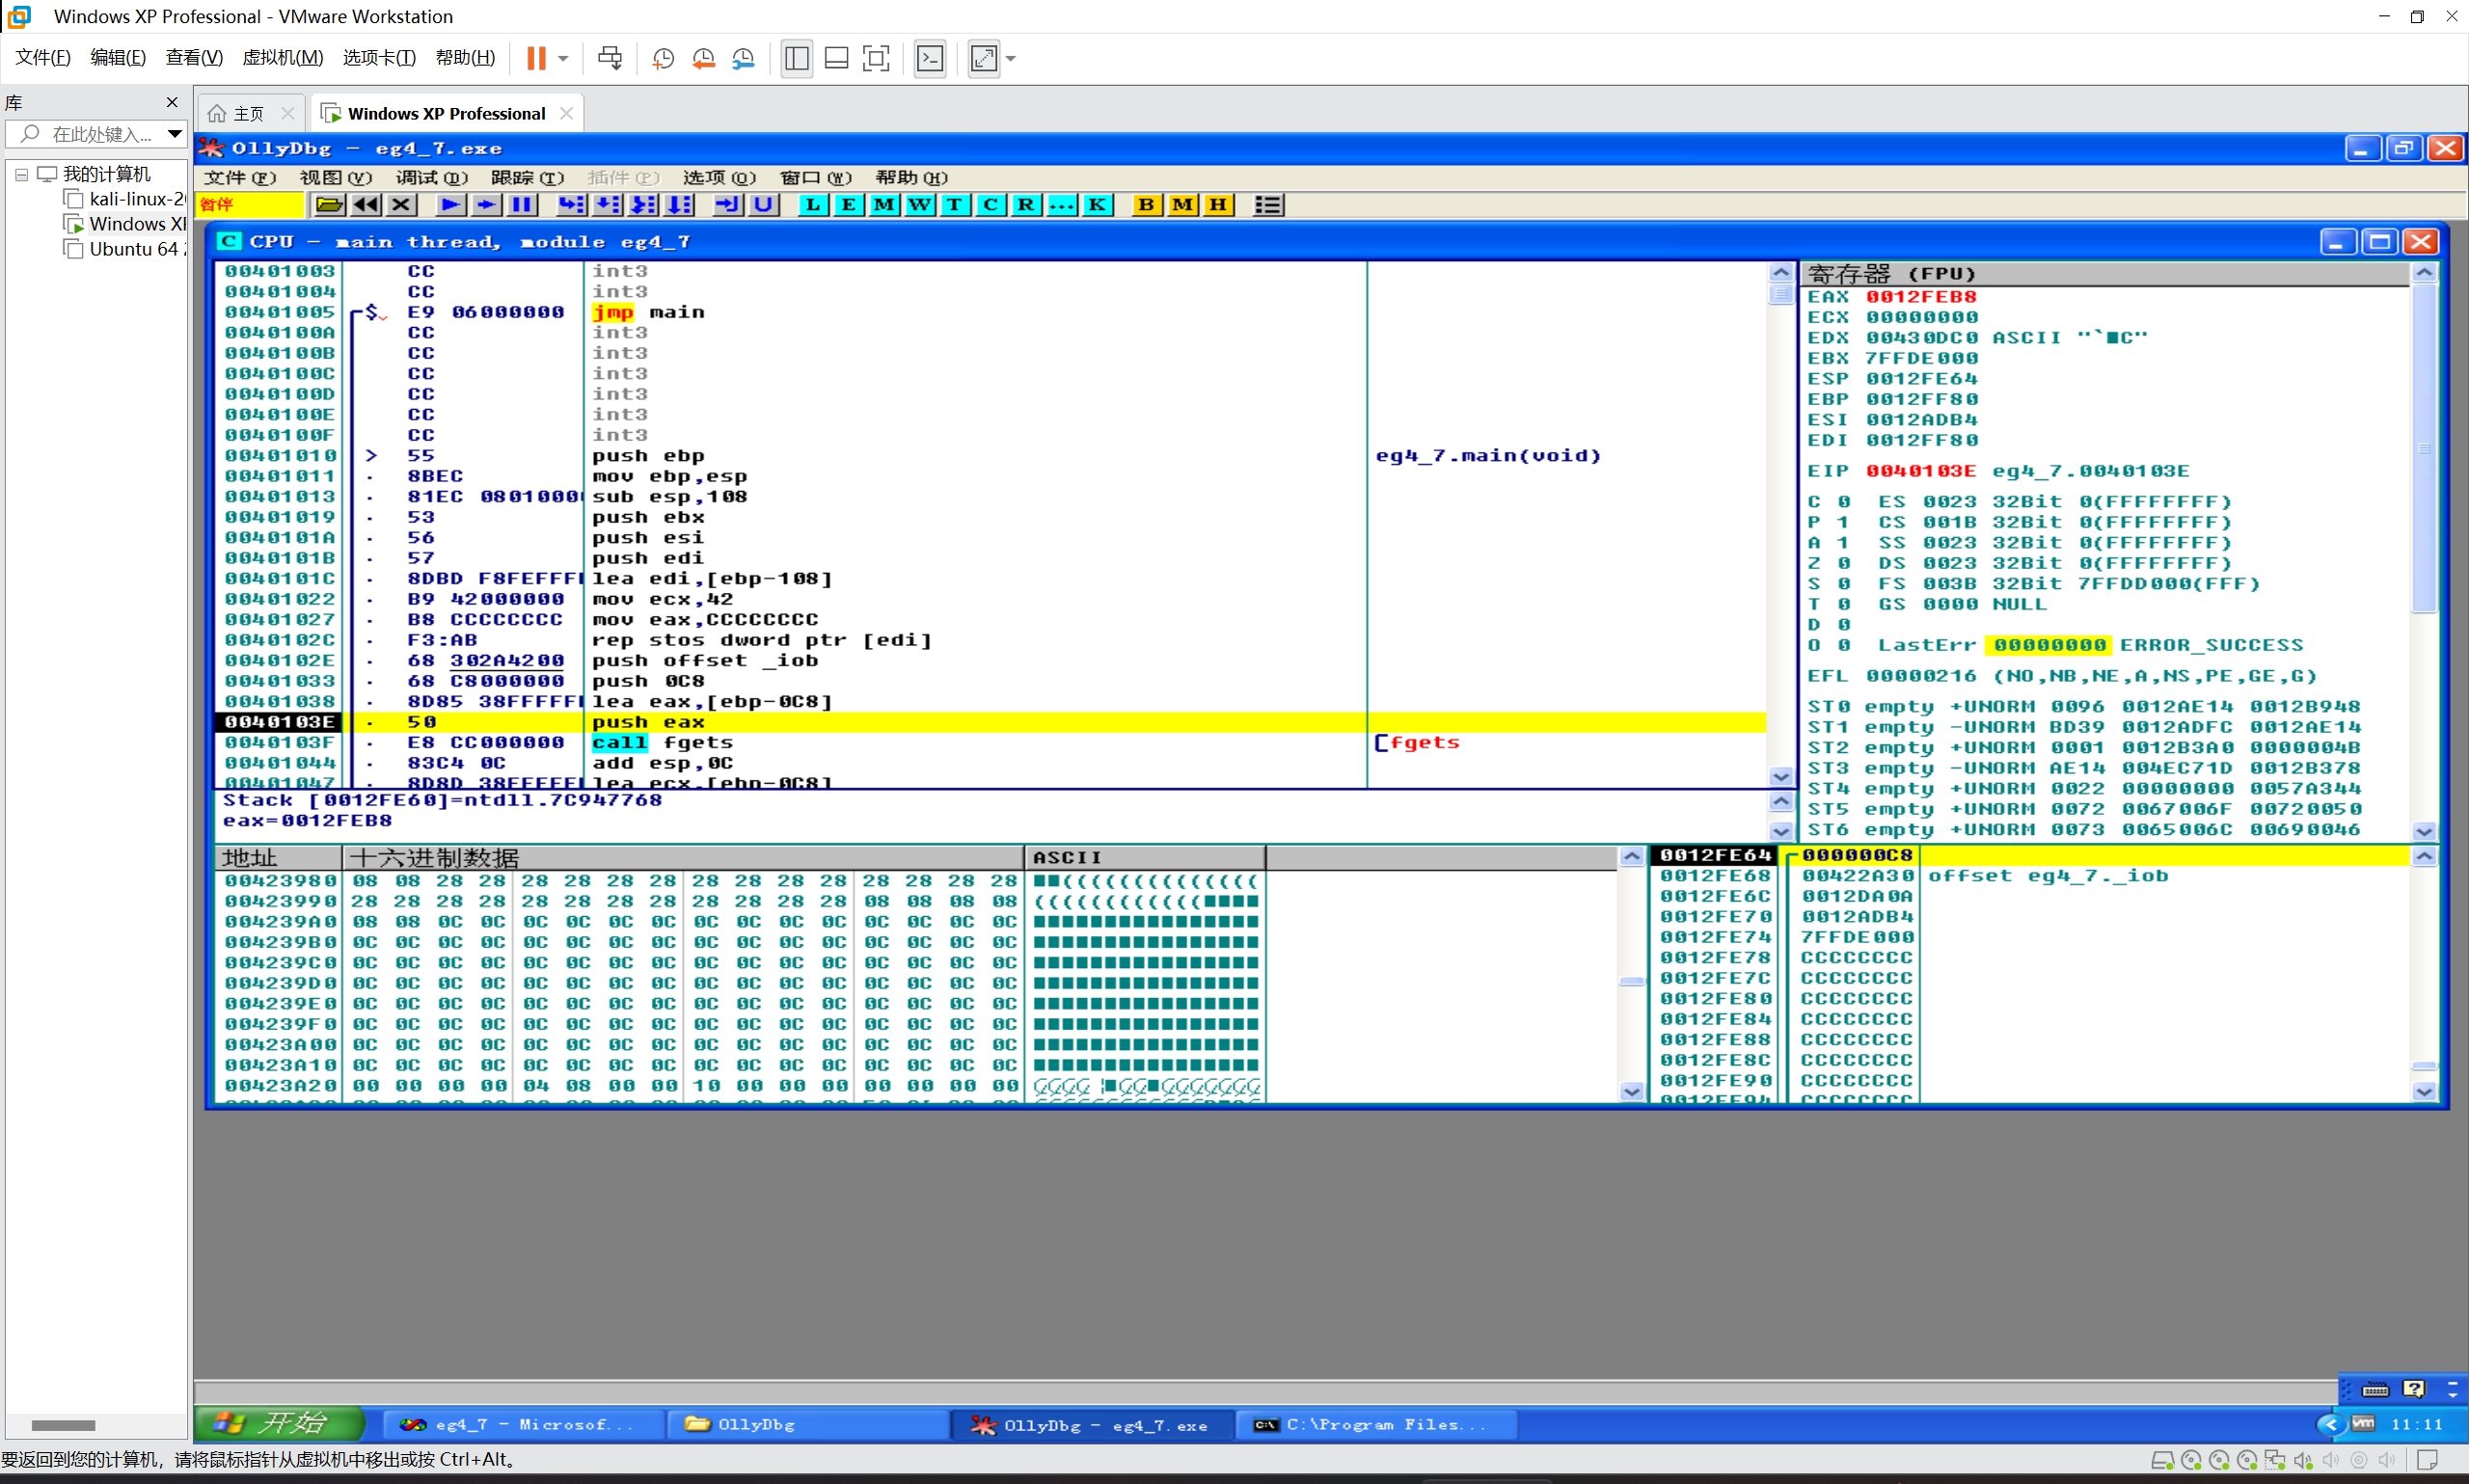 Windows XP Professional - VMware Workstation
文件(F) 编辑(E) 查看(V) 虚拟机(M) 选项卡(T) 帮助(H)
库
在此处键入...
我的计算机
kali-linux-2
Windows XP
Ubuntu 64
主页
Windows XP Professional
OllyDbg - eg4_7.exe
文件(F) 视图(V) 调试(D) 跟踪(T) 插件(P) 选项(O) 窗口(W) 帮助(H)
暂停 L E M W T C R ... K B M H
C CPU - main thread, module eg4_7
00401003 CC int3
00401004 CC int3
00401005 $ E9 06000000 jmp main
0040100A CC int3
0040100B CC int3
0040100C CC int3
0040100D CC int3
0040100E CC int3
0040100F CC int3
00401010 > 55 push ebp eg4_7.main(void)
00401011 . 8BEC mov ebp,esp
00401013 . 81EC 0801000 sub esp,108
00401019 . 53 push ebx
0040101A . 56 push esi
0040101B . 57 push edi
0040101C . 8DBD F8FEFFF lea edi,[ebp-108]
00401022 . B9 42000000 mov ecx,42
00401027 . B8 CCCCCCCC mov eax,CCCCCCCC
0040102C . F3:AB rep stos dword ptr [edi]
0040102E . 68 302A4200 push offset _iob
00401033 . 68 C8000000 push 0C8
00401038 . 8D85 38FFFFF lea eax,[ebp-0C8]
0040103E . 50 push eax
0040103F . E8 CC000000 call fgets [fgets
00401044 . 83C4 0C add esp,0C
00401047 . 8D8D 38FFFFF lea ecx,[ebp-0C8]
Stack [0012FE60]=ntdll.7C947768
eax=0012FEB8
寄存器 (FPU)
EAX 0012FEB8
ECX 00000000
EDX 00430DC0 ASCII "`■C"
EBX 7FFDE000
ESP 0012FE64
EBP 0012FF80
ESI 0012ADB4
EDI 0012FF80
EIP 0040103E eg4_7.0040103E
C 0 ES 0023 32Bit 0(FFFFFFFF)
P 1 CS 001B 32Bit 0(FFFFFFFF)
A 1 SS 0023 32Bit 0(FFFFFFFF)
Z 0 DS 0023 32Bit 0(FFFFFFFF)
S 0 FS 003B 32Bit 7FFDD000(FFF)
T 0 GS 0000 NULL
D 0
O 0 LastErr 00000000 ERROR_SUCCESS
EFL 00000216 (NO,NB,NE,A,NS,PE,GE,G)
ST0 empty +UNORM 0096 0012AE14 0012B948
ST1 empty -UNORM BD39 0012ADFC 0012AE14
ST2 empty +UNORM 0001 0012B3A0 0000004B
ST3 empty -UNORM AE14 004EC71D 0012B378
ST4 empty +UNORM 0022 00000000 0057A344
ST5 empty +UNORM 0072 0067006F 00720050
ST6 empty +UNORM 0073 0065006C 00690046
地址 十六进制数据 ASCII
00423980 08 08 28 28 28 28 28 28 28 28 28 28 28 28 28 28 ■■((((((((((((((
00423990 28 28 28 28 28 28 28 28 28 28 28 28 08 08 08 08 ((((((((((((■■■■
004239A0 08 08 0C 0C 0C 0C 0C 0C 0C 0C 0C 0C 0C 0C 0C 0C ■■■■■■■■■■■■■■■■
004239B0 0C 0C 0C 0C 0C 0C 0C 0C 0C 0C 0C 0C 0C 0C 0C 0C ■■■■■■■■■■■■■■■■
004239C0 0C 0C 0C 0C 0C 0C 0C 0C 0C 0C 0C 0C 0C 0C 0C 0C ■■■■■■■■■■■■■■■■
004239D0 0C 0C 0C 0C 0C 0C 0C 0C 0C 0C 0C 0C 0C 0C 0C 0C ■■■■■■■■■■■■■■■■
004239E0 0C 0C 0C 0C 0C 0C 0C 0C 0C 0C 0C 0C 0C 0C 0C 0C ■■■■■■■■■■■■■■■■
004239F0 0C 0C 0C 0C 0C 0C 0C 0C 0C 0C 0C 0C 0C 0C 0C 0C ■■■■■■■■■■■■■■■■
00423A00 0C 0C 0C 0C 0C 0C 0C 0C 0C 0C 0C 0C 0C 0C 0C 0C ■■■■■■■■■■■■■■■■
00423A10 0C 0C 0C 0C 0C 0C 0C 0C 0C 0C 0C 0C 0C 0C 0C 0C ■■■■■■■■■■■■■■■■
00423A20 00 00 00 00 04 08 00 00 10 00 00 00 00 00 00 00
0012FE64 000000C8
0012FE68 00422A30 offset eg4_7._iob
0012FE6C 0012DA0A
0012FE70 0012ADB4
0012FE74 7FFDE000
0012FE78 CCCCCCCC
0012FE7C CCCCCCCC
0012FE80 CCCCCCCC
0012FE84 CCCCCCCC
0012FE88 CCCCCCCC
0012FE8C CCCCCCCC
0012FE90 CCCCCCCC
0012FE94 CCCCCCCC
开始 eg4_7 - Microsof... OllyDbg OllyDbg - eg4_7.exe C:\Program Files... 11:11
要返回到您的计算机，请将鼠标指针从虚拟机中移出或按 Ctrl+Alt。